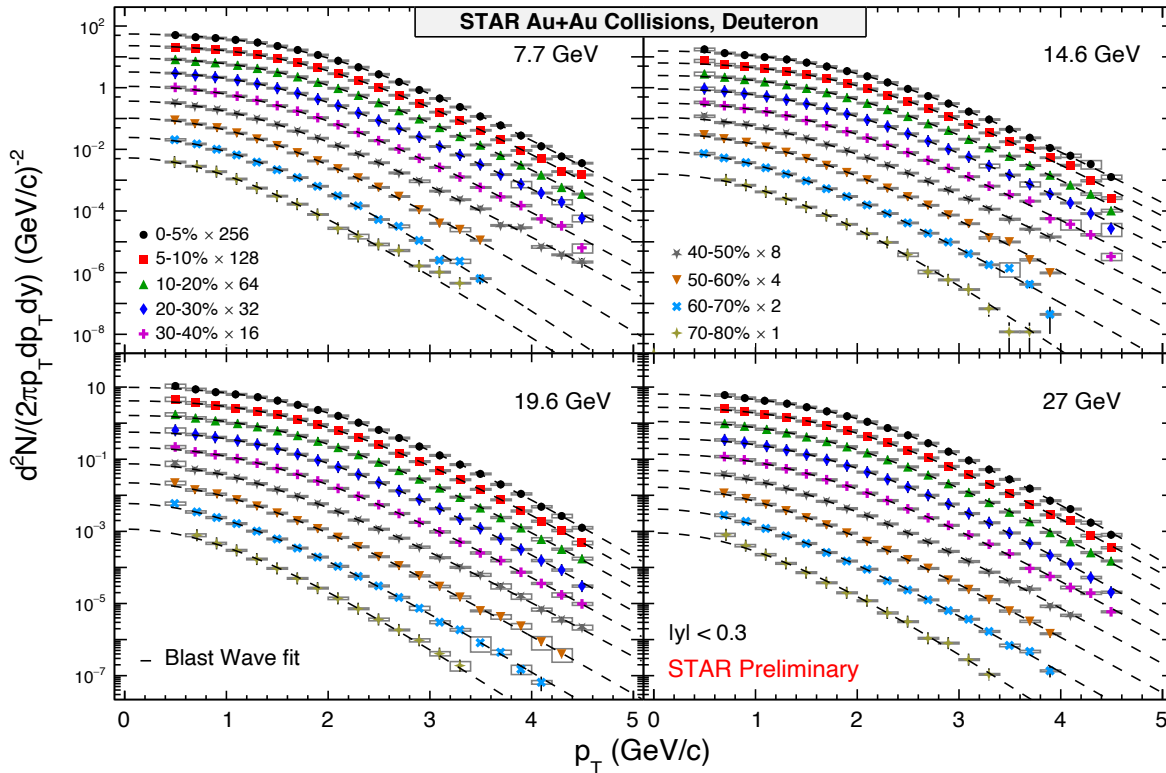 STAR Au+Au Collisions, Deuteron
7.7 GeV
14.6 GeV
10²
1
10⁻²
10⁻⁴
10⁻⁶
10⁻⁸
0-5% × 256
5-10% × 128
10-20% × 64
20-30% × 32
30-40% × 16
40-50% × 8
50-60% × 4
60-70% × 2
70-80% × 1
d²N/(2πp_T dp_T dy) (GeV/c)⁻²
19.6 GeV
27 GeV
10
10⁻¹
10⁻³
10⁻⁵
10⁻⁷
– Blast Wave fit
|y| < 0.3
STAR Preliminary
0 1 2 3 4 5 0 1 2 3 4 5
p_T (GeV/c)